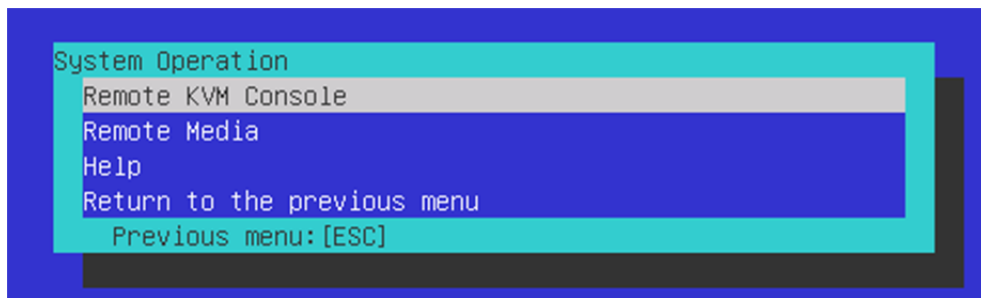 System Operation
Remote KVM Console
Remote Media
Help
Return to the previous menu
Previous menu:[ESC]